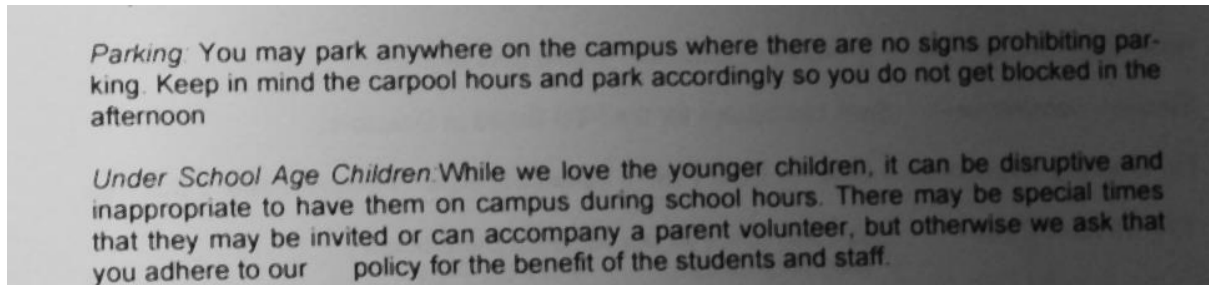 Parking: You may park anywhere on the campus where there are no signs prohibiting par-
king. Keep in mind the carpool hours and park accordingly so you do not get blocked in the
afternoon
Under School Age Children:While we love the younger children, it can be disruptive and
inappropriate to have them on campus during school hours. There may be special times
that they may be invited or can accompany a parent volunteer, but otherwise we ask that
you adhere to our policy for the benefit of the students and staff.